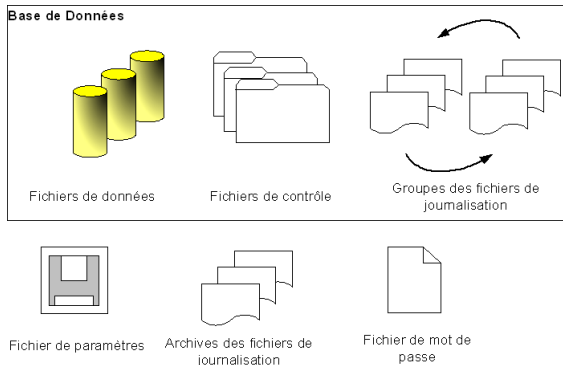 Base de Données
Fichiers de données
Fichiers de contrôle
Groupes des fichiers de
journalisation
Fichier de paramétres
Archives des fichiers de
journalisation
Fichier de mot de
passe